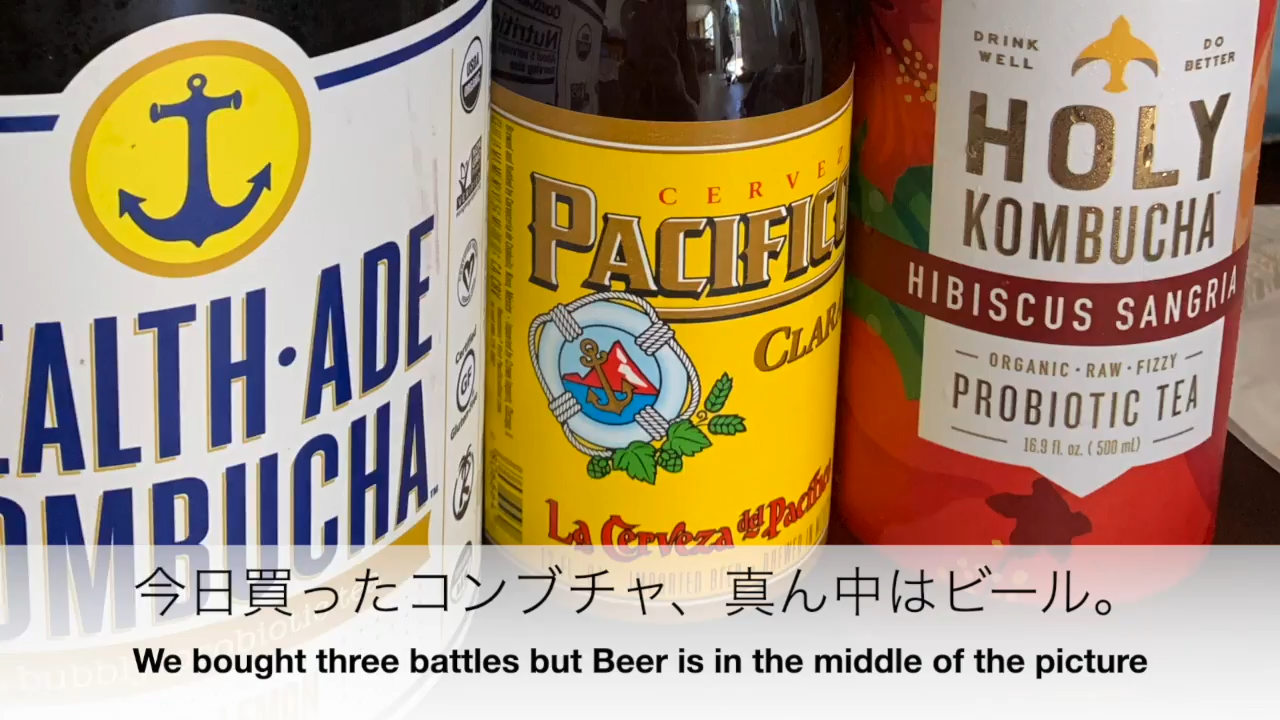 EALTH·ADE
OMBUCHA
USDA
CERVEZ
PACIFICO
CLARA
La Cerveza del Pacífico
DRINK WELL
DO BETTER
HOLY
KOMBUCHA
HIBISCUS SANGRIA
ORGANIC · RAW · FIZZY
PROBIOTIC TEA
16.9 fl. oz. ( 500 mL)
今日買ったコンブチャ、真ん中はビール。
We bought three battles but Beer is in the middle of the picture